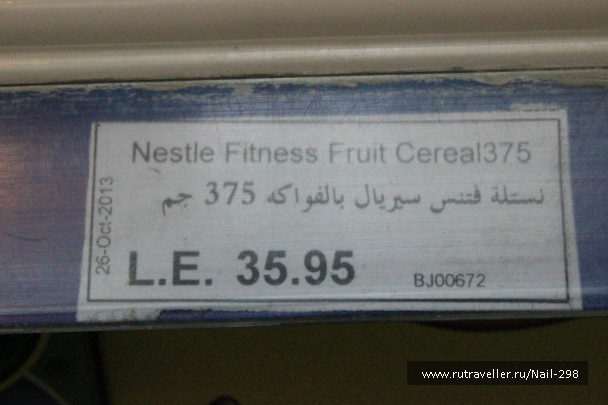 Nestle Fitness Fruit Cereal375
نستلة فتنس سيريال بالفواكه 375 جم
26-Oct-2013
L.E. 35.95
BJ00672
www.rutraveller.ru/Nail-298